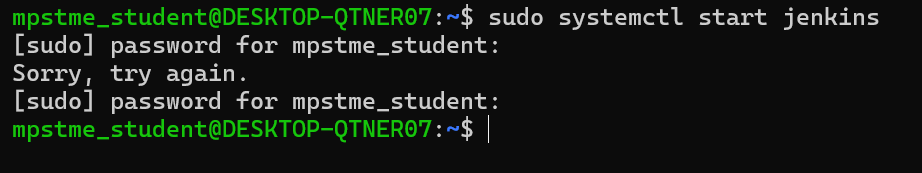 mpstme_student@DESKTOP-QTNER07:~$ sudo systemctl start jenkins
[sudo] password for mpstme_student:
Sorry, try again.
[sudo] password for mpstme_student:
mpstme_student@DESKTOP-QTNER07:~$